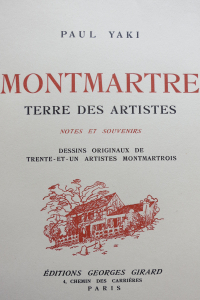 PAUL YAKI
MONTMARTRE
TERRE DES ARTISTES
NOTES ET SOUVENIRS
DESSINS ORIGINAUX DE
TRENTE-ET-UN ARTISTES MONTMARTROIS
ÉDITIONS GEORGES GIRARD
4, CHEMIN DES CARRIÈRES
PARIS